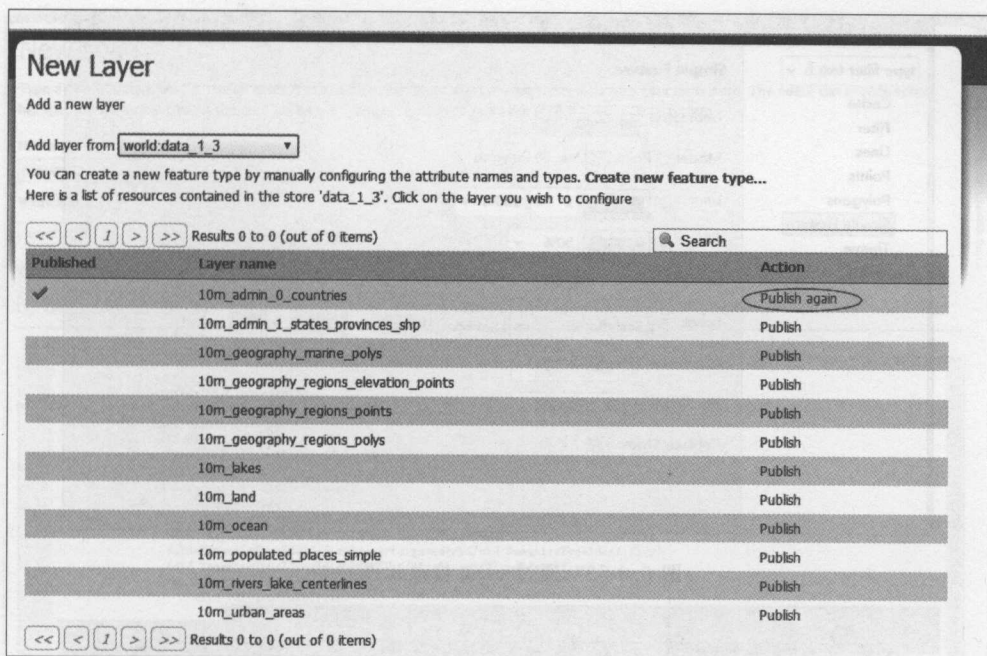 New Layer
Add a new layer
Add layer from world:data_1_3
You can create a new feature type by manually configuring the attribute names and types. Create new feature type...
Here is a list of resources contained in the store 'data_1_3'. Click on the layer you wish to configure
<< < 1 > >> Results 0 to 0 (out of 0 items) Search
Published Layer name Action
10m_admin_0_countries Publish again
10m_admin_1_states_provinces_shp Publish
10m_geography_marine_polys Publish
10m_geography_regions_elevation_points Publish
10m_geography_regions_points Publish
10m_geography_regions_polys Publish
10m_lakes Publish
10m_land Publish
10m_ocean Publish
10m_populated_places_simple Publish
10m_rivers_lake_centerlines Publish
10m_urban_areas Publish
<< < 1 > >> Results 0 to 0 (out of 0 items)